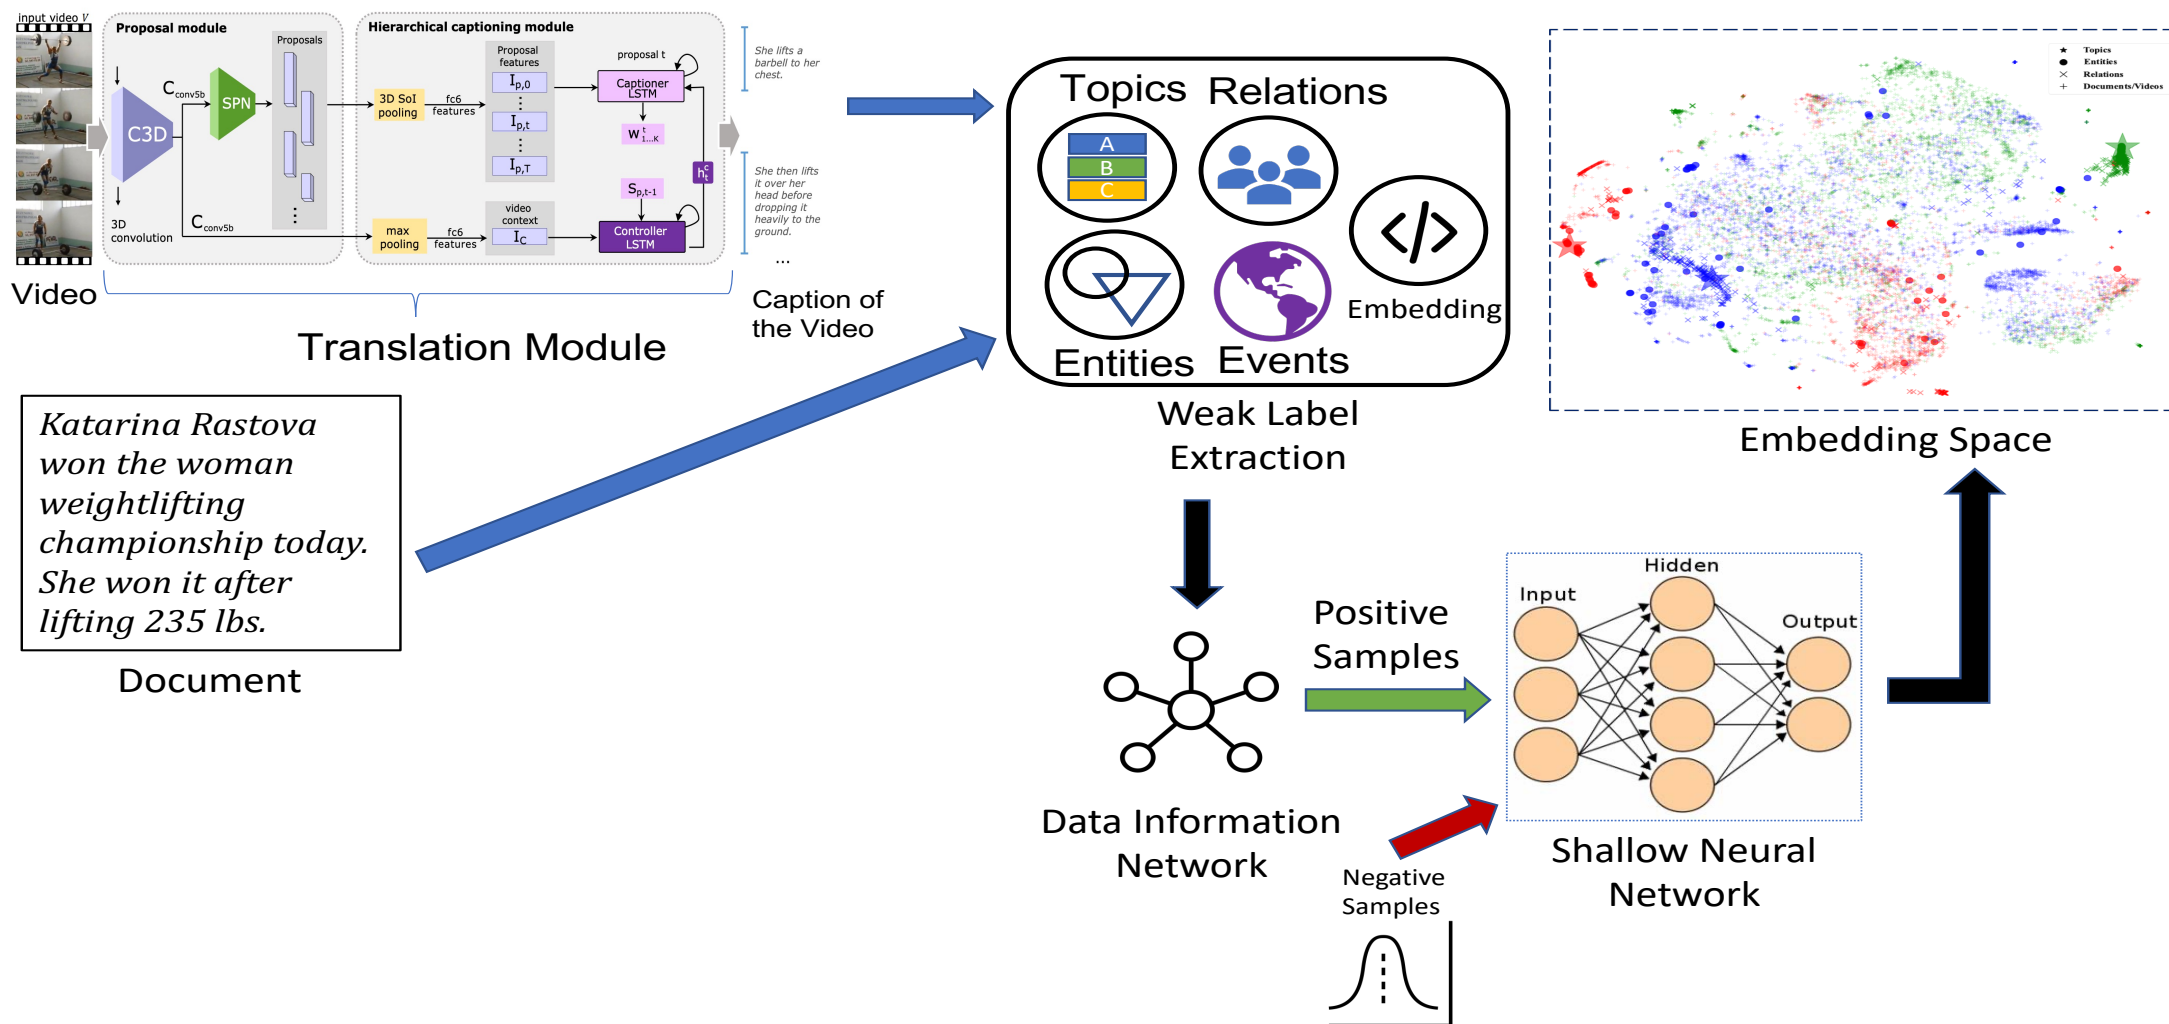 input video V
Proposal module
Proposals
C conv5b
SPN
C3D
3D
convolution
C conv5b
Hierarchical captioning module
Proposal
features
I p,0
I p,t
I p,T
3D SoI
pooling
fc6
features
proposal t
Captioner
LSTM
w t 1...K
h c t
S p,t-1
Controller
LSTM
max
pooling
fc6
features
video
context
I C
She lifts a
barbell to her
chest.
She then lifts
it over her
head before
dropping it
heavily to the
ground.
...
Video
Translation Module
Caption of
the Video
Katarina Rastova
won the woman
weightlifting
championship today.
She won it after
lifting 235 lbs.
Document
Topics
Relations
A
B
C
</>
Embedding
Entities
Events
Weak Label
Extraction
Topics
Entities
Relations
Documents/Videos
Embedding Space
Data Information
Network
Positive
Samples
Negative
Samples
Input
Hidden
Output
Shallow Neural
Network